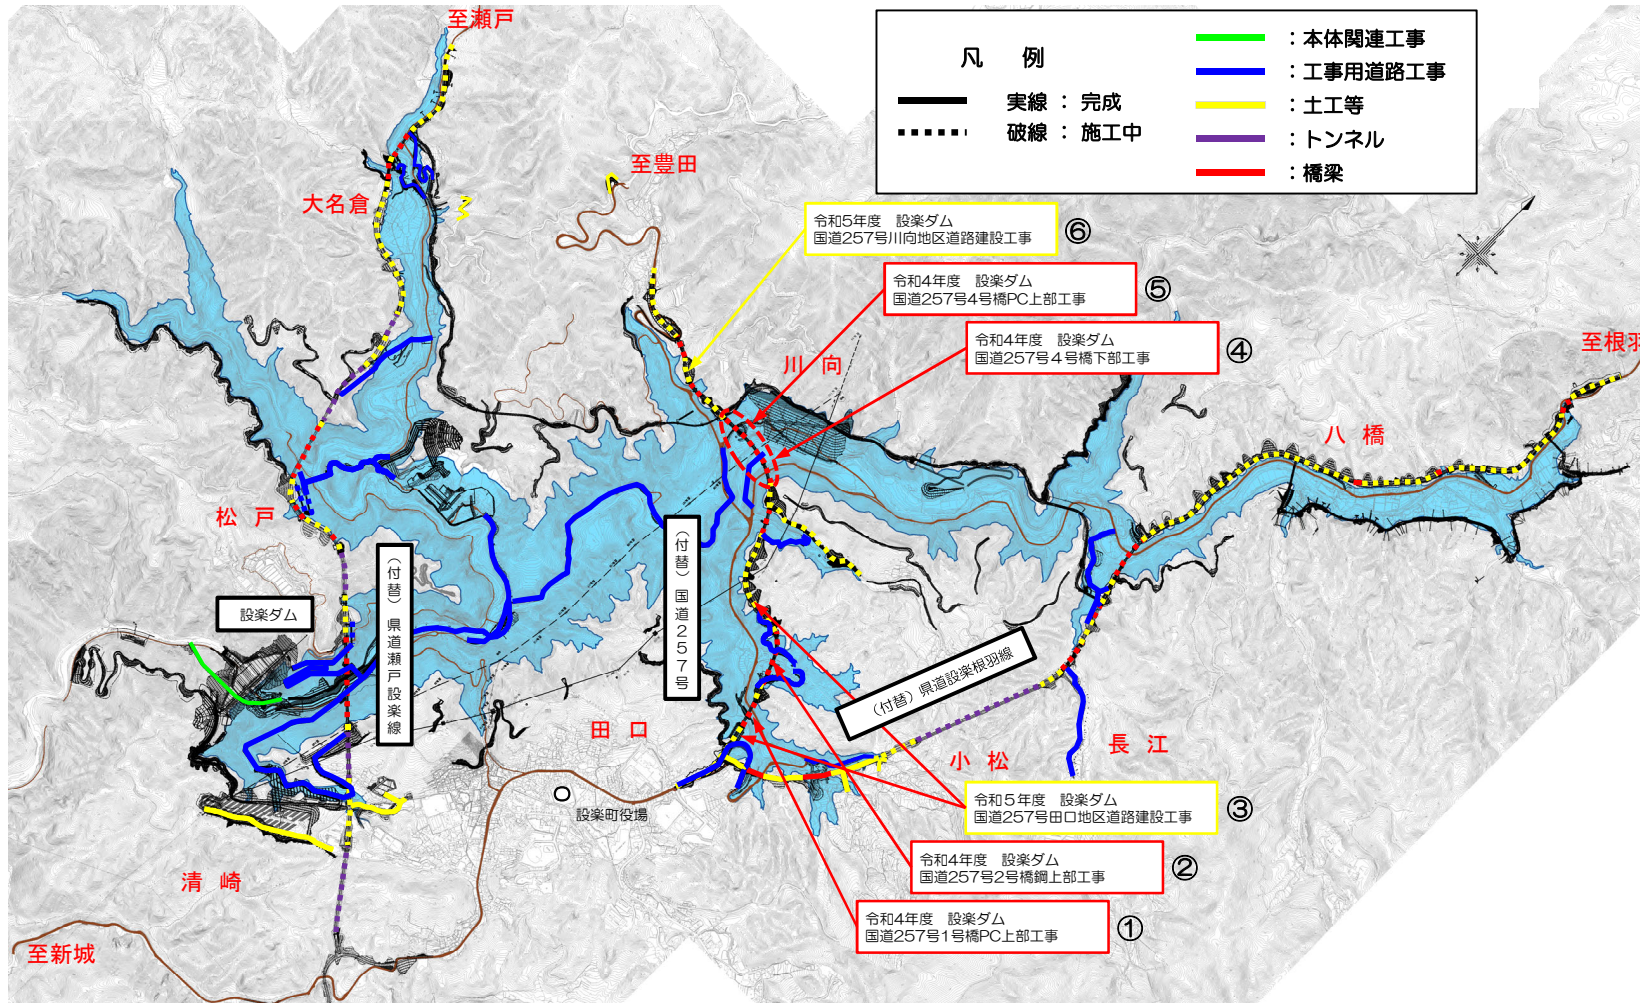 至瀬戸
凡 例
実線 : 完成
破線 : 施工中
: 本体関連工事
: 工事用道路工事
: 土工等
: トンネル
: 橋梁
至豊田
大名倉
令和5年度 設楽ダム
国道257号川向地区道路建設工事
⑥
令和4年度 設楽ダム
国道257号4号橋PC上部工事
⑤
令和4年度 設楽ダム
国道257号4号橋下部工事
④
川 向
至根羽
八 橋
松 戸
(付替) 県道瀬戸設楽線
(付替) 国道257号
設楽ダム
(付替) 県道設楽根羽線
田 口
小 松
長 江
設楽町役場
令和5年度 設楽ダム
国道257号田口地区道路建設工事
③
令和4年度 設楽ダム
国道257号2号橋鋼上部工事
②
令和4年度 設楽ダム
国道257号1号橋PC上部工事
①
清 崎
至新城